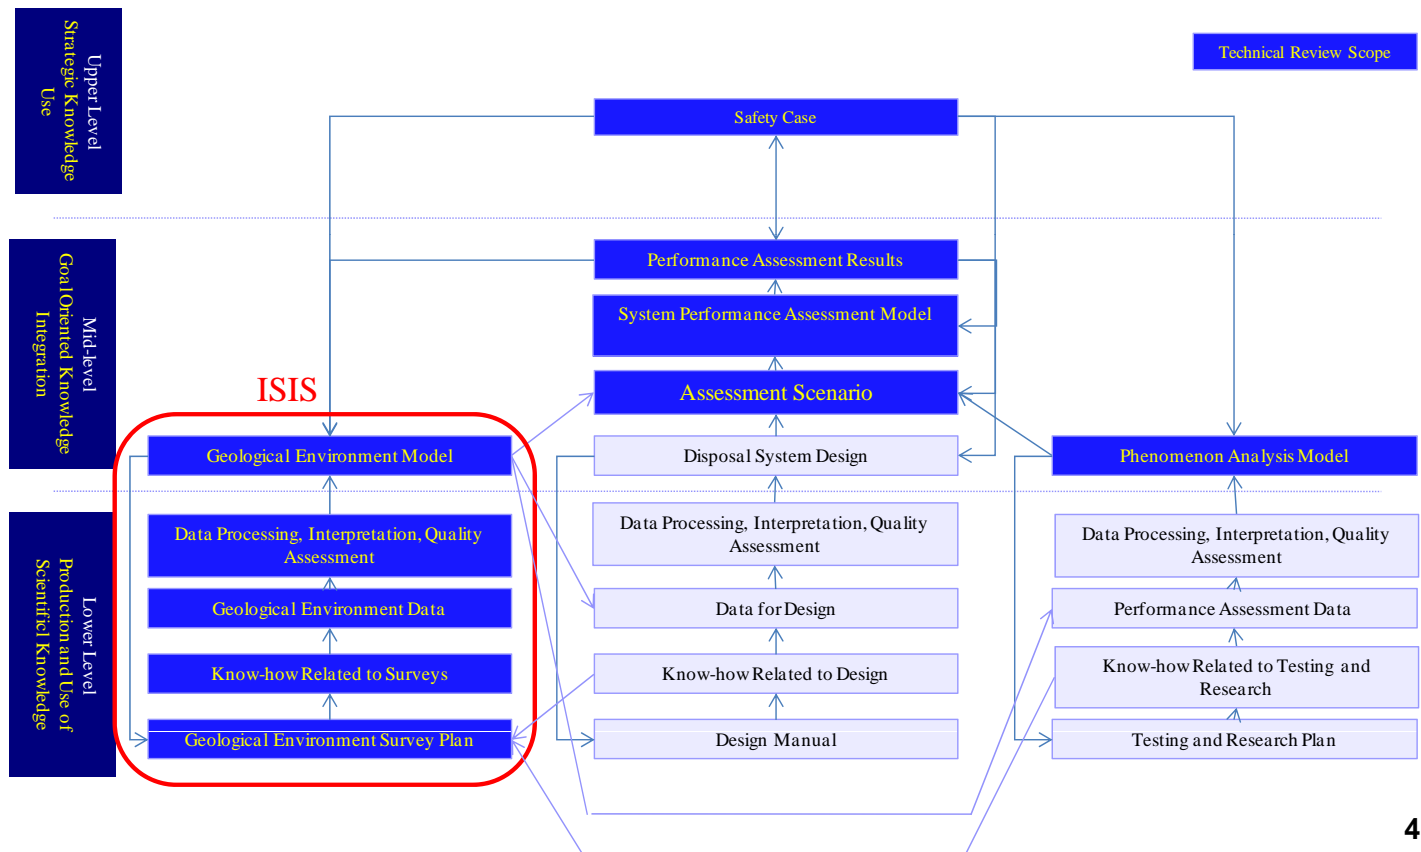 Upper Level
Strategic Knowledge
Use
Technical Review Scope
Safety Case
Mid-level
Goal Oriented Knowledge
Integration
Performance Assessment Results
System Performance Assessment Model
Assessment Scenario
ISIS
Geological Environment Model
Disposal System Design
Phenomenon Analysis Model
Lower Level
Production and Use of
Scientificl Knowledge
Data Processing, Interpretation, Quality
Assessment
Data Processing, Interpretation, Quality
Assessment
Data Processing, Interpretation, Quality
Assessment
Geological Environment Data
Data for Design
Performance Assessment Data
Know-how Related to Surveys
Know-how Related to Design
Know-how Related to Testing and
Research
Geological Environment Survey Plan
Design Manual
Testing and Research Plan
4